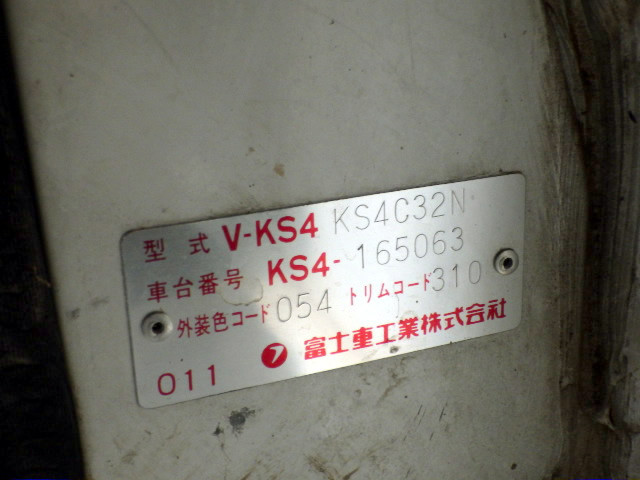 型式 V-KS4 KS4C32N
車台番号 KS4-165063
外装色コード 054 トリムコード 310
フ 富士重工業株式会社
011